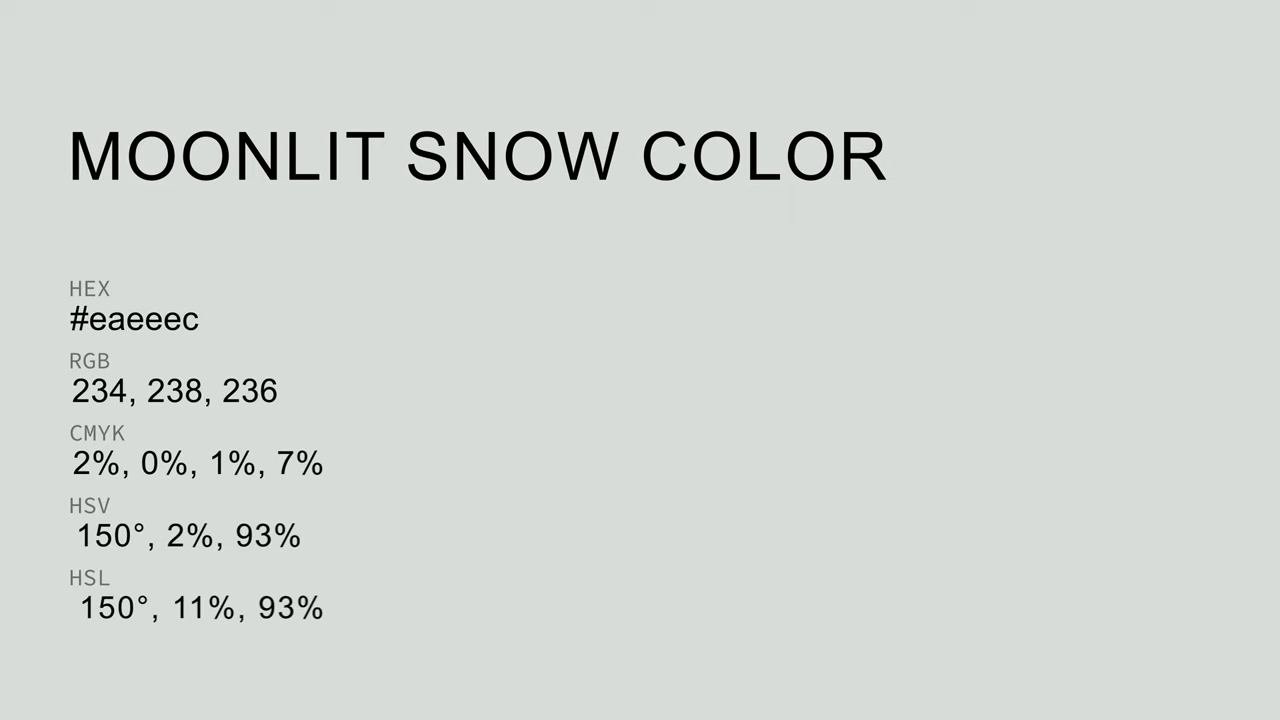 MOONLIT SNOW COLOR
HEX
#eaeeec
RGB
234, 238, 236
CMYK
2%, 0%, 1%, 7%
HSV
150°, 2%, 93%
HSL
150°, 11%, 93%